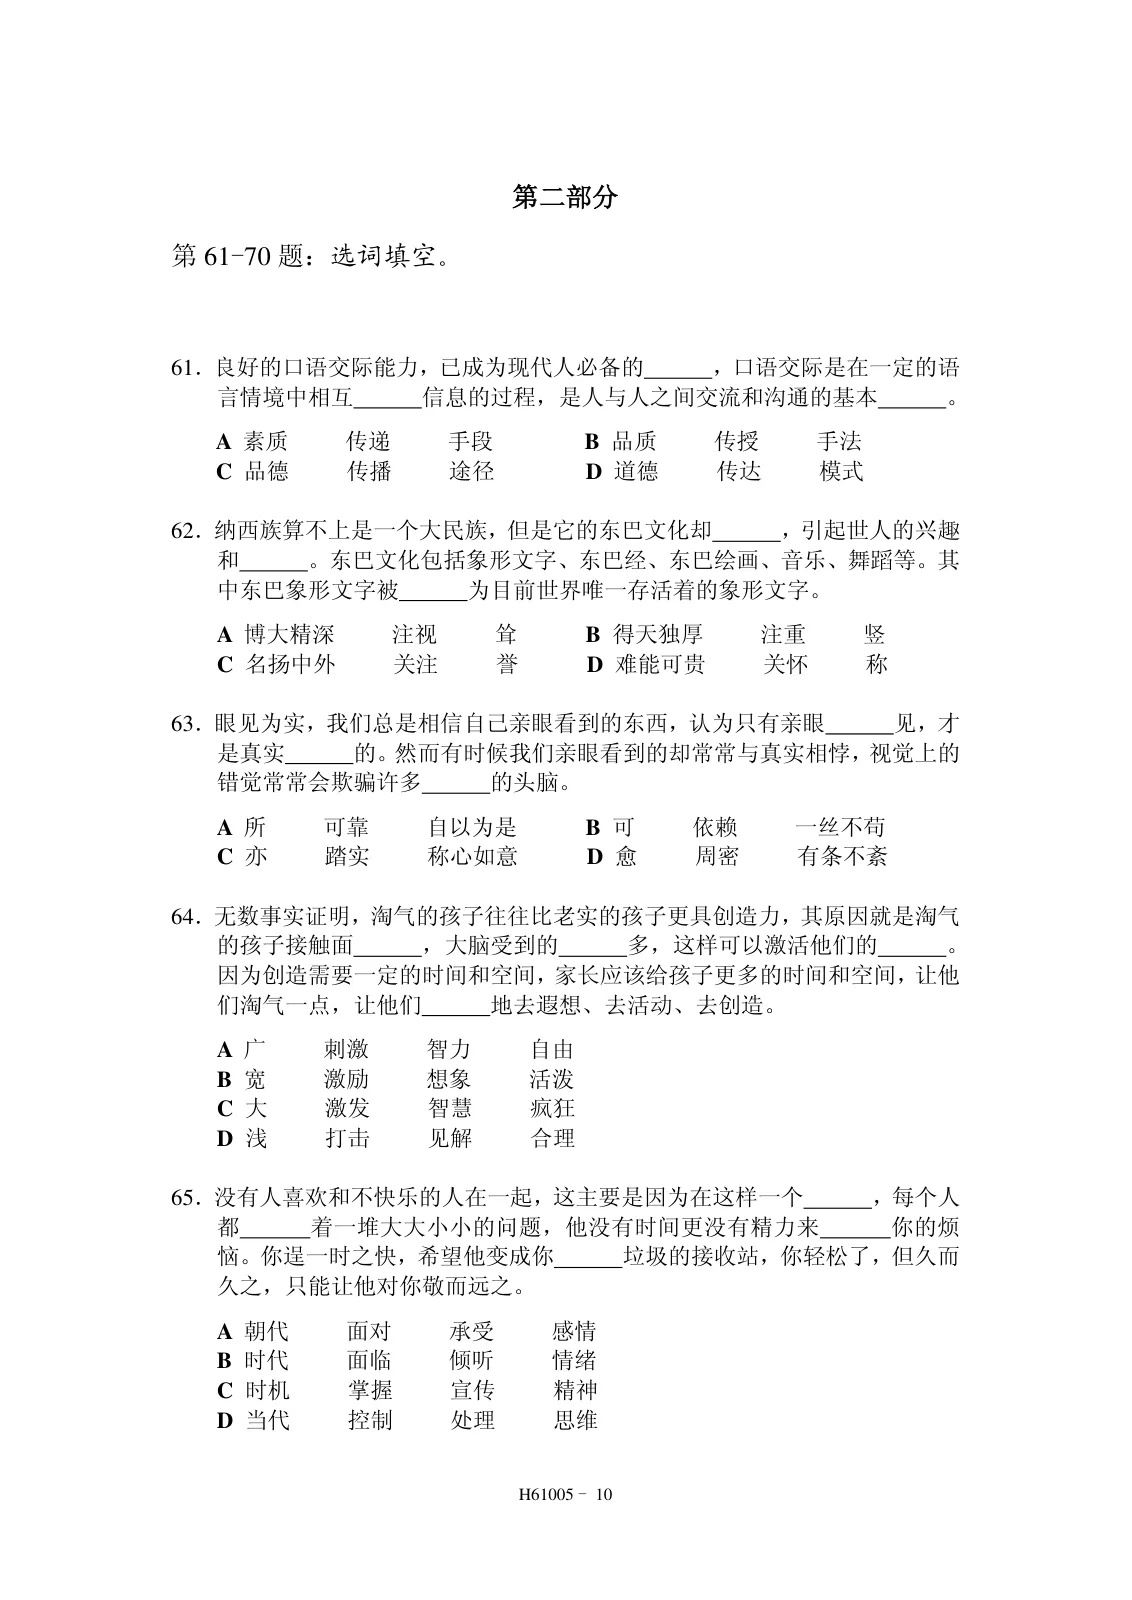 第二部分
第 61-70 题：选词填空。
61．良好的口语交际能力，已成为现代人必备的______，口语交际是在一定的语
言情境中相互______信息的过程，是人与人之间交流和沟通的基本______。
A 素质 传递 手段 B 品质 传授 手法
C 品德 传播 途径 D 道德 传达 模式
62．纳西族算不上是一个大民族，但是它的东巴文化却______，引起世人的兴趣
和______。东巴文化包括象形文字、东巴经、东巴绘画、音乐、舞蹈等。其
中东巴象形文字被______为目前世界唯一存活着的象形文字。
A 博大精深 注视 耸 B 得天独厚 注重 竖
C 名扬中外 关注 誉 D 难能可贵 关怀 称
63．眼见为实，我们总是相信自己亲眼看到的东西，认为只有亲眼______见，才
是真实______的。然而有时候我们亲眼看到的却常常与真实相悖，视觉上的
错觉常常会欺骗许多______的头脑。
A 所 可靠 自以为是 B 可 依赖 一丝不苟
C 亦 踏实 称心如意 D 愈 周密 有条不紊
64．无数事实证明，淘气的孩子往往比老实的孩子更具创造力，其原因就是淘气
的孩子接触面______，大脑受到的______多，这样可以激活他们的______。
因为创造需要一定的时间和空间，家长应该给孩子更多的时间和空间，让他
们淘气一点，让他们______地去遐想、去活动、去创造。
A 广 刺激 智力 自由
B 宽 激励 想象 活泼
C 大 激发 智慧 疯狂
D 浅 打击 见解 合理
65．没有人喜欢和不快乐的人在一起，这主要是因为在这样一个______，每个人
都______着一堆大大小小的问题，他没有时间更没有精力来______你的烦
恼。你逞一时之快，希望他变成你______垃圾的接收站，你轻松了，但久而
久之，只能让他对你敬而远之。
A 朝代 面对 承受 感情
B 时代 面临 倾听 情绪
C 时机 掌握 宣传 精神
D 当代 控制 处理 思维
H61005－ 10